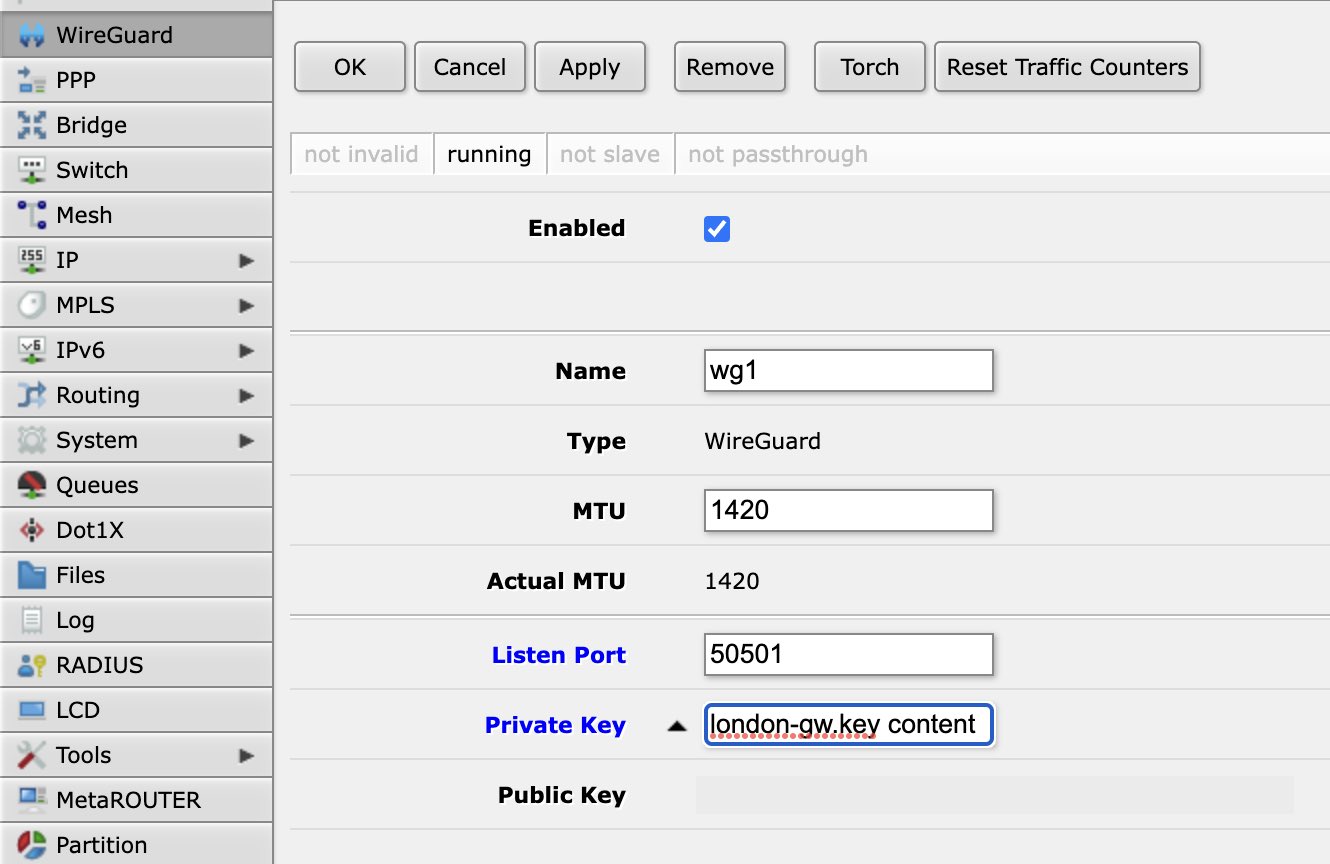 WireGuard
PPP
Bridge
Switch
Mesh
255
IP
MPLS
v6
IPv6
Routing
System
Queues
Dot1X
Files
Log
RADIUS
LCD
Tools
MetaROUTER
Partition
OK Cancel Apply Remove Torch Reset Traffic Counters
not invalid running not slave not passthrough
Enabled
Name wg1
Type WireGuard
MTU 1420
Actual MTU 1420
Listen Port 50501
Private Key london-gw.key content
Public Key